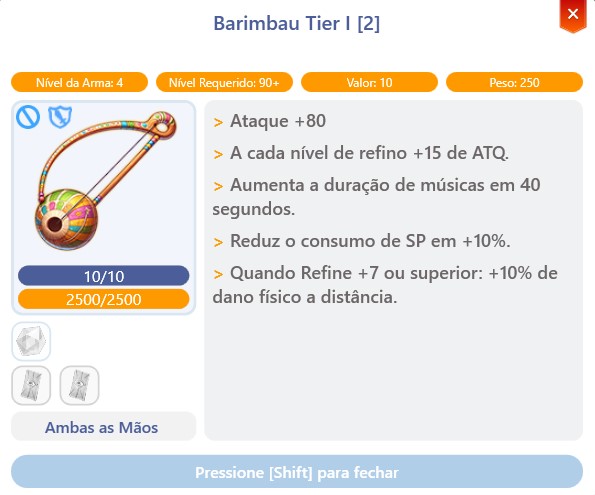 Barimbau Tier I [2]
Nível da Arma: 4
Nível Requerido: 90+
Valor: 10
Peso: 250
> Ataque +80
> A cada nível de refino +15 de ATQ.
> Aumenta a duração de músicas em 40
segundos.
> Reduz o consumo de SP em +10%.
> Quando Refine +7 ou superior: +10% de
dano físico a distância.
10/10
2500/2500
Ambas as Mãos
Pressione [Shift] para fechar